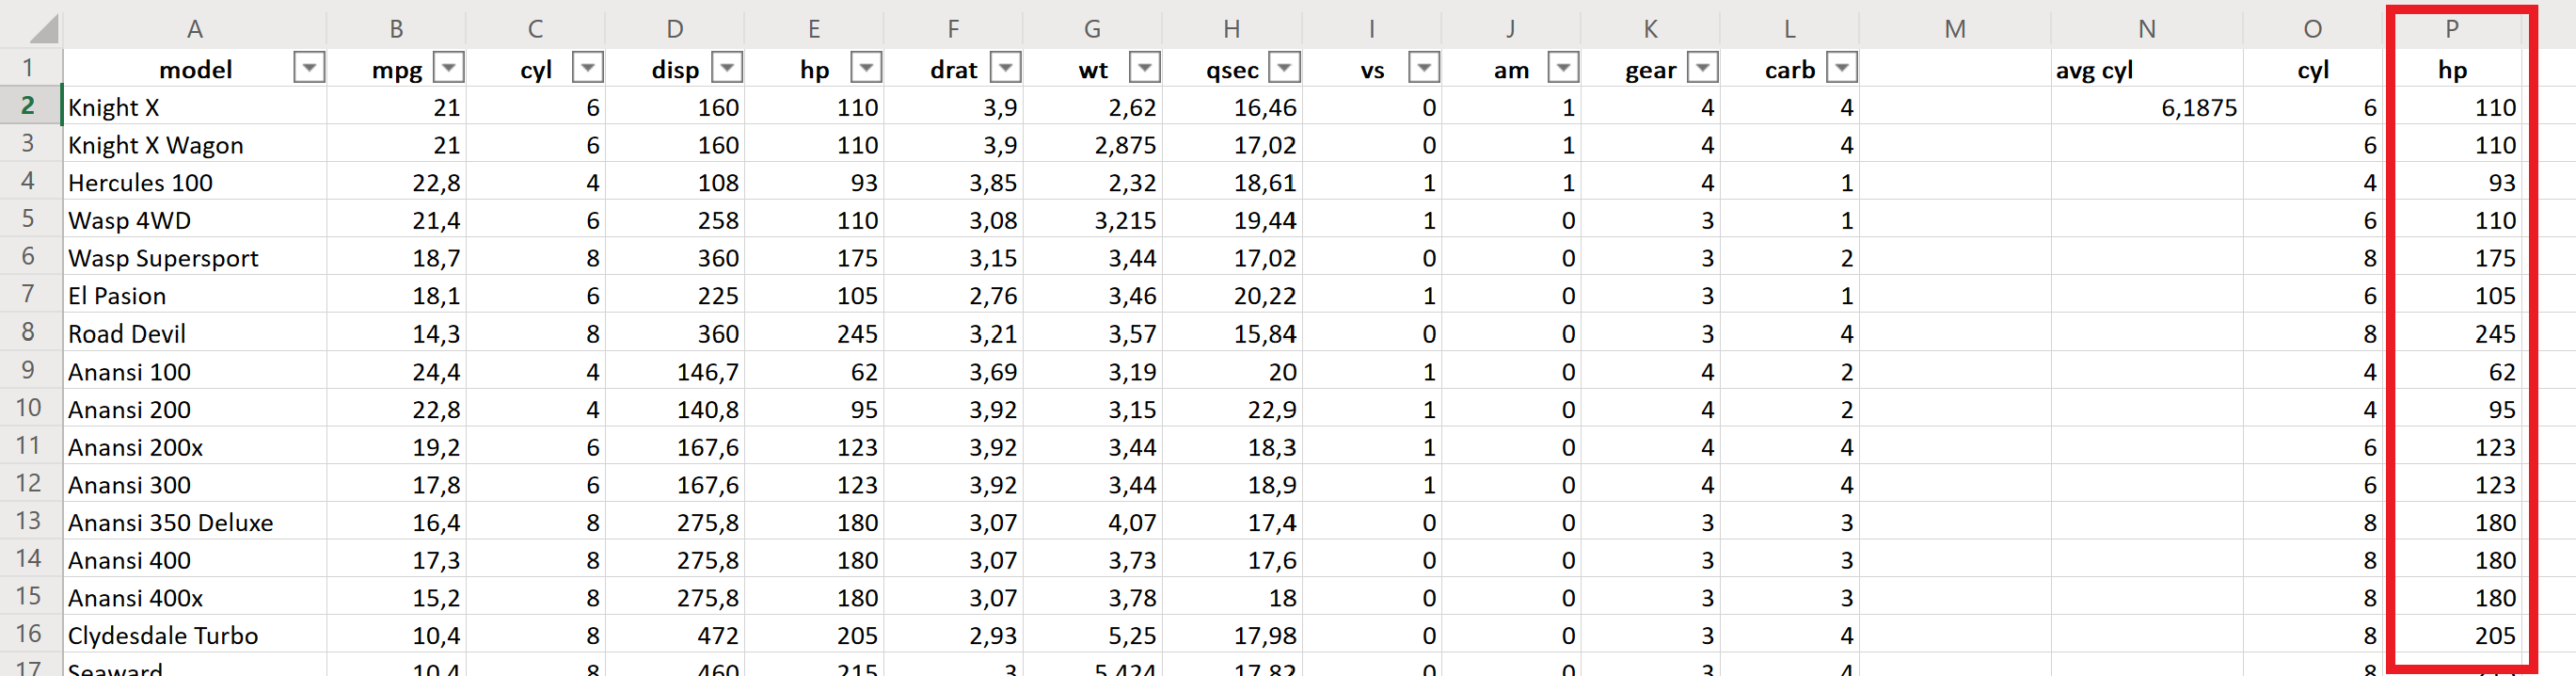 A B C D E F G H I J K L M N O P
1 model mpg cyl disp hp drat wt qsec vs am gear carb avg cyl cyl hp
2 Knight X 21 6 160 110 3,9 2,62 16,46 0 1 4 4 6,1875 6 110
3 Knight X Wagon 21 6 160 110 3,9 2,875 17,02 0 1 4 4 6 110
4 Hercules 100 22,8 4 108 93 3,85 2,32 18,61 1 1 4 1 4 93
5 Wasp 4WD 21,4 6 258 110 3,08 3,215 19,44 1 0 3 1 6 110
6 Wasp Supersport 18,7 8 360 175 3,15 3,44 17,02 0 0 3 2 8 175
7 El Pasion 18,1 6 225 105 2,76 3,46 20,22 1 0 3 1 6 105
8 Road Devil 14,3 8 360 245 3,21 3,57 15,84 0 0 3 4 8 245
9 Anansi 100 24,4 4 146,7 62 3,69 3,19 20 1 0 4 2 4 62
10 Anansi 200 22,8 4 140,8 95 3,92 3,15 22,9 1 0 4 2 4 95
11 Anansi 200x 19,2 6 167,6 123 3,92 3,44 18,3 1 0 4 4 6 123
12 Anansi 300 17,8 6 167,6 123 3,92 3,44 18,9 1 0 4 4 6 123
13 Anansi 350 Deluxe 16,4 8 275,8 180 3,07 4,07 17,4 0 0 3 3 8 180
14 Anansi 400 17,3 8 275,8 180 3,07 3,73 17,6 0 0 3 3 8 180
15 Anansi 400x 15,2 8 275,8 180 3,07 3,78 18 0 0 3 3 8 180
16 Clydesdale Turbo 10,4 8 472 205 2,93 5,25 17,98 0 0 3 4 8 205
17 Seaward 10,4 8 460 215 3 5,424 17,82 0 0 3 4 8